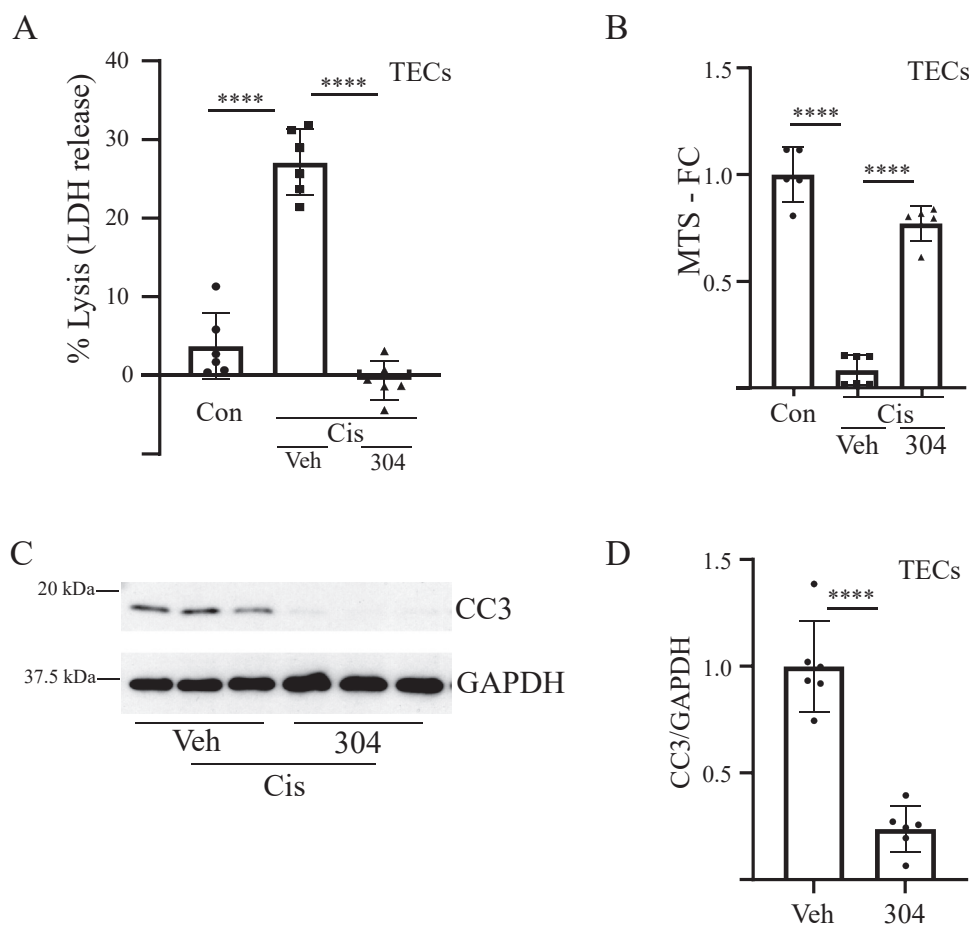 A
% Lysis (LDH release)
40
30
20
10
0
TECs
****
****
Con
Cis
Veh
304
B
MTS - FC
1.5
1.0
0.5
0
TECs
****
****
Con
Cis
Veh
304
C
20 kDa
CC3
37.5 kDa
GAPDH
Veh
304
Cis
D
CC3/GAPDH
1.5
1.0
0.5
TECs
****
Veh
304